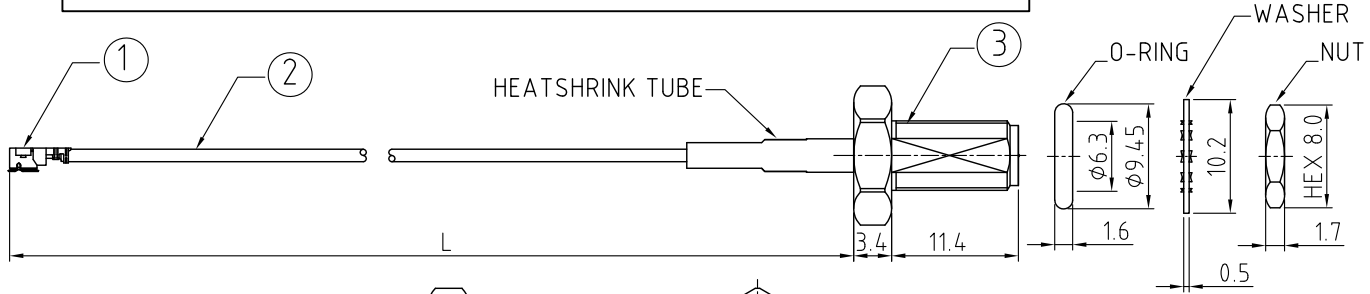 WASHER
1
2
3
O-RING
NUT
HEATSHRINK TUBE
φ6.3
φ9.45
10.2
HEX 8.0
L
3.4
11.4
1.6
1.7
0.5